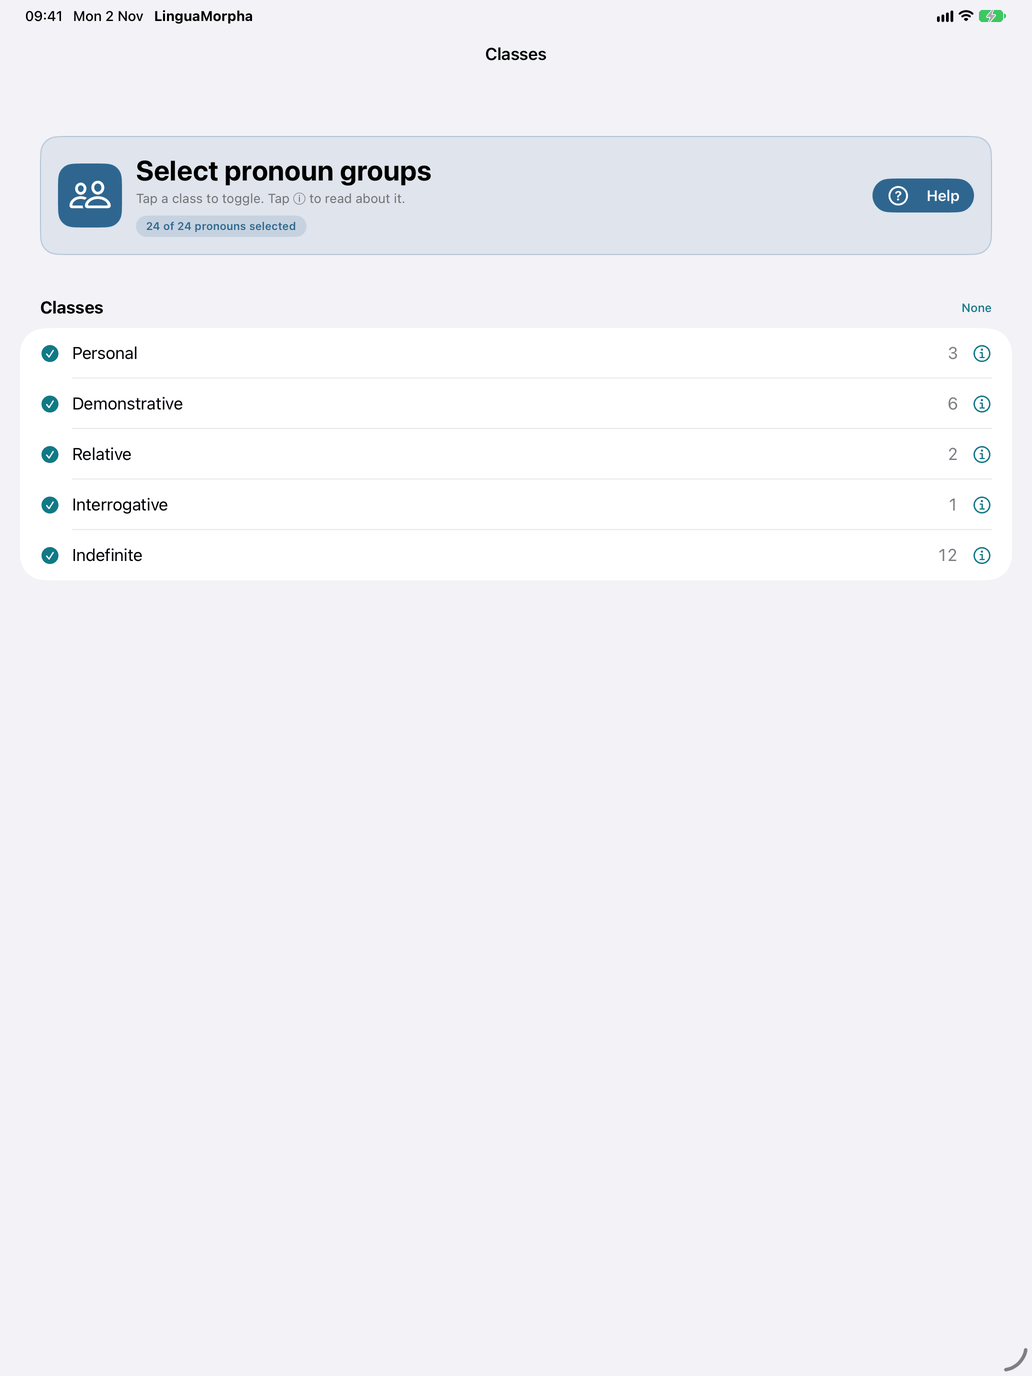 09:41 Mon 2 Nov LinguaMorpha
Classes
Select pronoun groups
Tap a class to toggle. Tap ⓘ to read about it.
24 of 24 pronouns selected
Help
Classes
None
Personal 3
Demonstrative 6
Relative 2
Interrogative 1
Indefinite 12